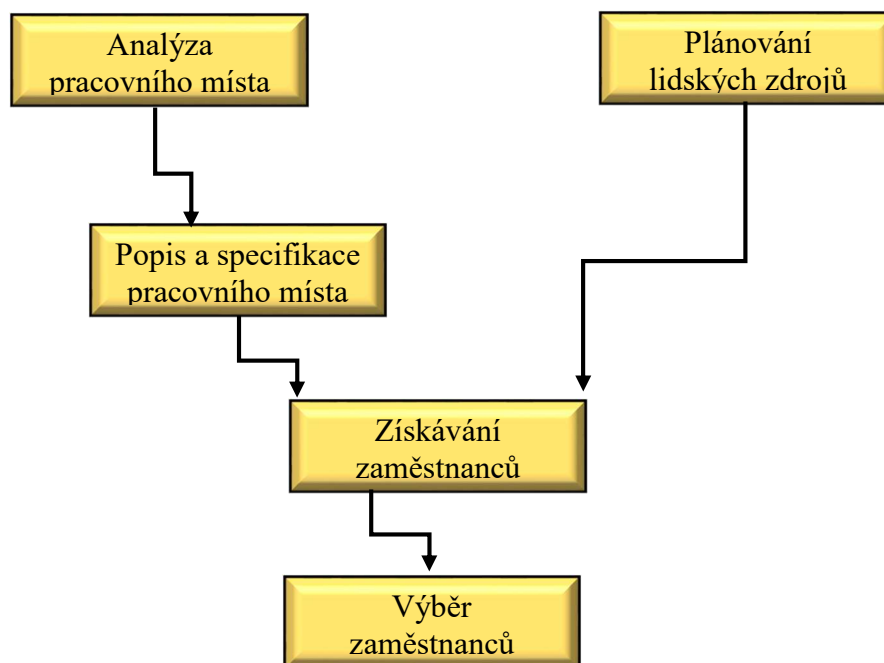 Analýza
pracovního místa
Plánování
lidských zdrojů
Popis a specifikace
pracovního místa
Získávání
zaměstnanců
Výběr
zaměstnanců